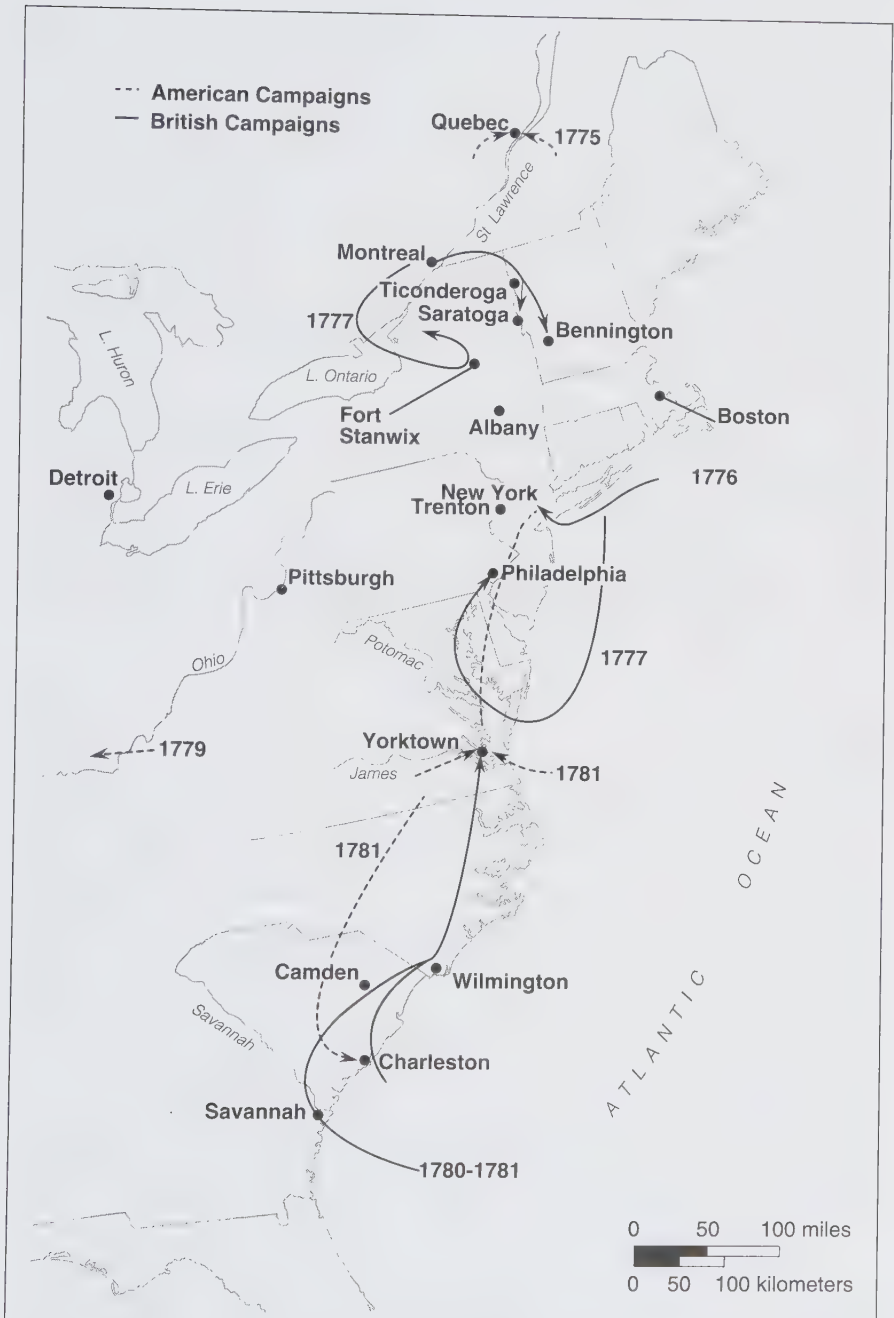 American Campaigns
British Campaigns
Quebec
1775
St Lawrence
Montreal
Ticonderoga
Saratoga
Bennington
1777
L. Huron
L. Ontario
Fort
Stanwix
Albany
Boston
Detroit
L. Erie
New York
1776
Trenton
Pittsburgh
Philadelphia
Potomac
1777
Ohio
Yorktown
1779
James
1781
OCEAN
1781
Camden
Wilmington
Savannah
ATLANTIC
Charleston
Savannah
1780-1781
0 50 100 miles
0 50 100 kilometers